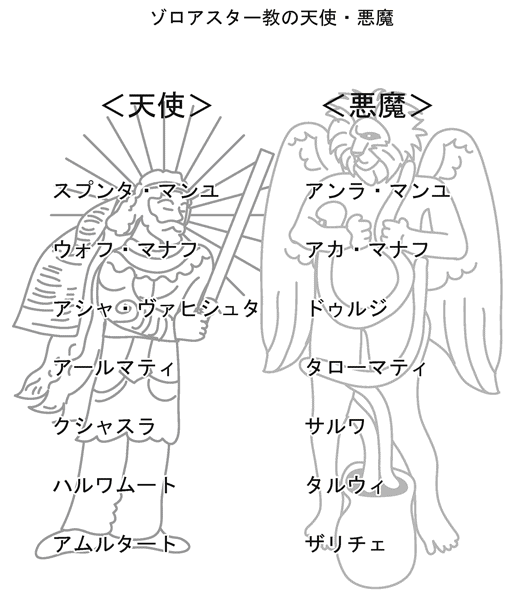 ゾロアスター教の天使・悪魔
＜天使＞
スプンタ・マンユ
ウォフ・マナフ
アシャ・ヴァヒシュタ
アールマティ
クシャスラ
ハルワムート
アムルタート
＜悪魔＞
アンラ・マンユ
アカ・マナフ
ドゥルジ
タローマティ
サルワ
タルウィ
ザリチェ